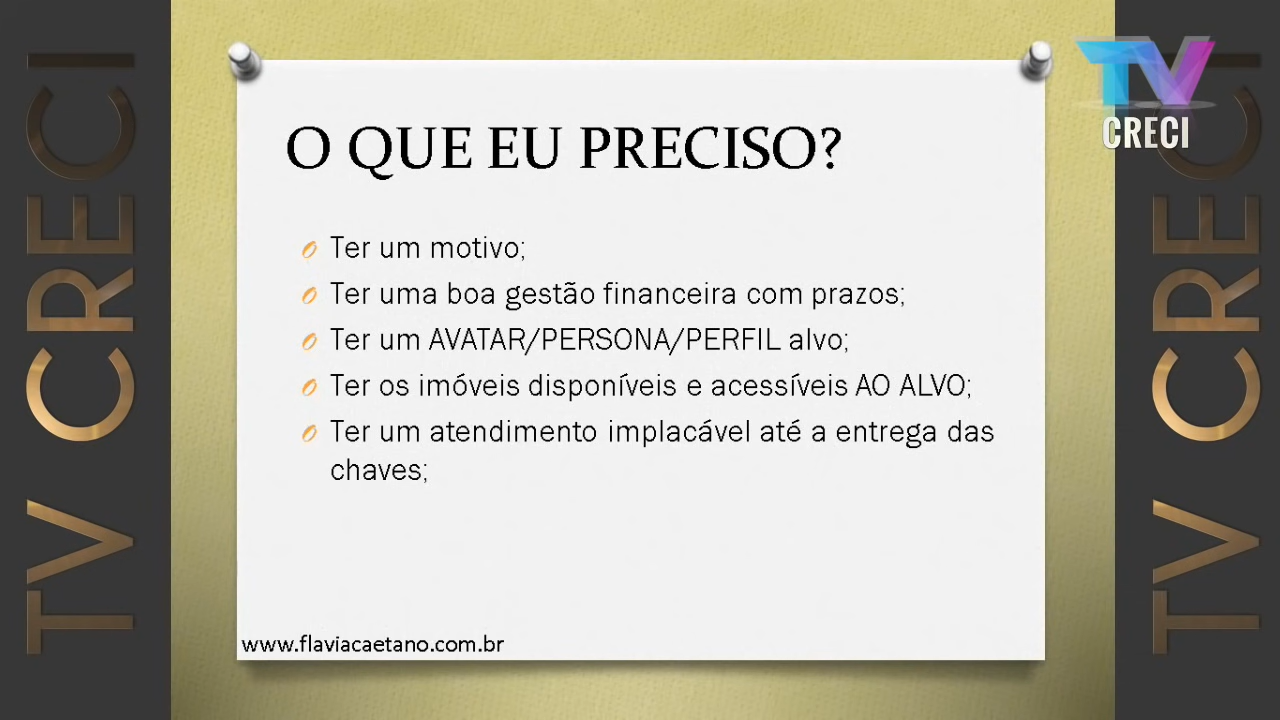 TV CRECI
TV
CRECI
O QUE EU PRECISO?
Ter um motivo;
Ter uma boa gestão financeira com prazos;
Ter um AVATAR/PERSONA/PERFIL alvo;
Ter os imóveis disponíveis e acessíveis AO ALVO;
Ter um atendimento implacável até a entrega das
chaves;
www.flaviacaetano.com.br
TV CRECI